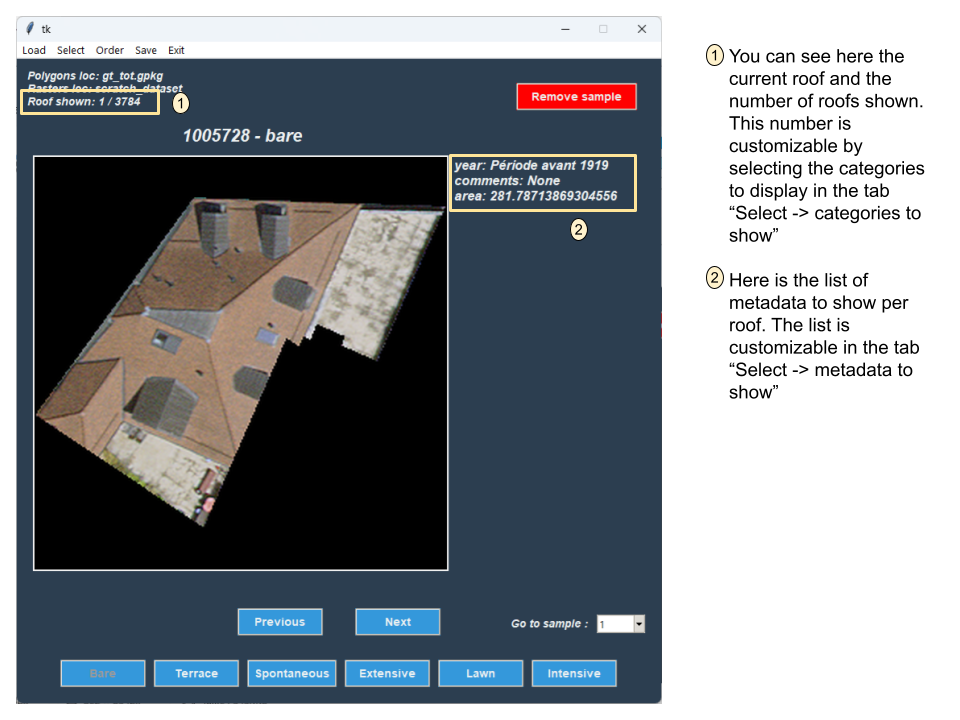 tk
Load Select Order Save Exit
Polygons loc: gt_tot.gpkg
Rasters loc: scratch_dataset
Roof shown: 1 / 3784
1
Remove sample
1005728 - bare
year: Période avant 1919
comments: None
area: 281.78713869304556
2
Previous Next Go to sample : 1
Bare Terrace Spontaneous Extensive Lawn Intensive
1 You can see here the
current roof and the
number of roofs shown.
This number is
customizable by
selecting the categories
to display in the tab
“Select -> categories to
show”
2 Here is the list of
metadata to show per
roof. The list is
customizable in the tab
“Select -> metadata to
show”